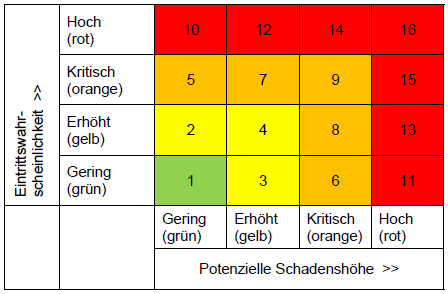 Eintrittswahr-
scheinlichkeit >>
Hoch
(rot)
10 12 14 16
Kritisch
(orange)
5 7 9 15
Erhöht
(gelb)
2 4 8 13
Gering
(grün)
1 3 6 11
Gering Erhöht Kritisch Hoch
(grün) (gelb) (orange) (rot)
Potenzielle Schadenshöhe >>